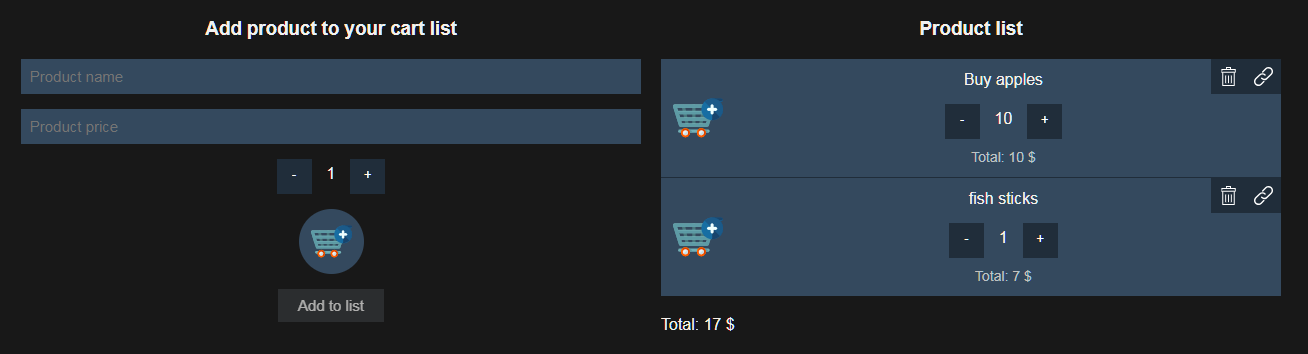 Add product to your cart list
Product name
Product price
- 1 +
Add to list
Product list
Buy apples
- 10 +
Total: 10 $
fish sticks
- 1 +
Total: 7 $
Total: 17 $